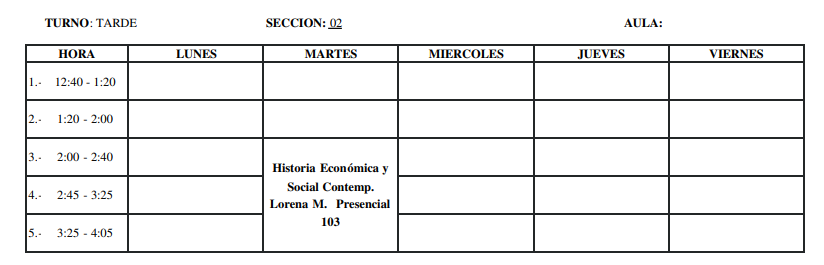 TURNO: TARDE SECCION: 02 AULA:
HORA LUNES MARTES MIERCOLES JUEVES VIERNES
1.- 12:40 - 1:20
2.- 1:20 - 2:00
3.- 2:00 - 2:40
Historia Económica y
Social Contemp.
4.- 2:45 - 3:25
Lorena M. Presencial
103
5.- 3:25 - 4:05